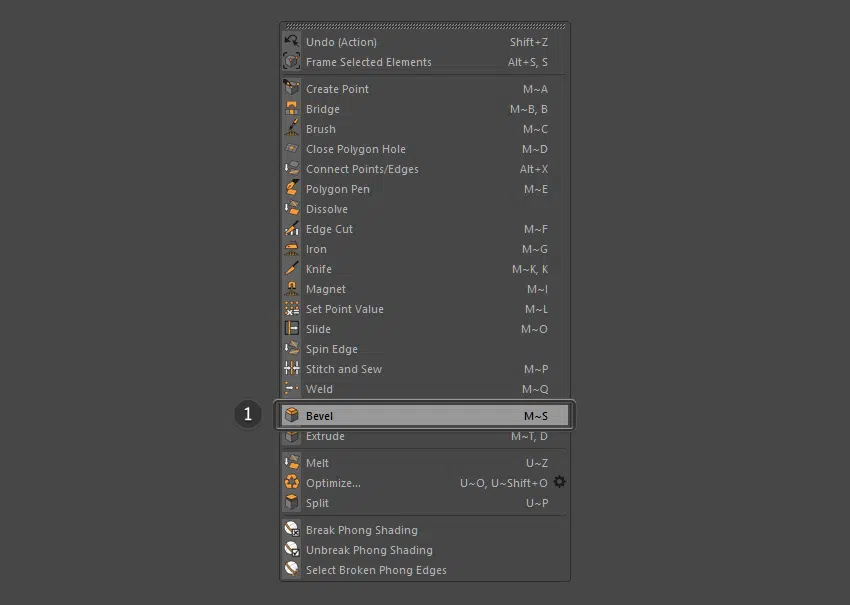 Undo (Action) Shift+Z
Frame Selected Elements Alt+S, S
Create Point M~A
Bridge M~B, B
Brush M~C
Close Polygon Hole M~D
Connect Points/Edges Alt+X
Polygon Pen M~E
Dissolve
Edge Cut M~F
Iron M~G
Knife M~K, K
Magnet M~I
Set Point Value M~L
Slide M~O
Spin Edge
Stitch and Sew M~P
Weld M~Q
1 Bevel M~S
Extrude M~T, D
Melt U~Z
Optimize... U~O, U~Shift+O
Split U~P
Break Phong Shading
Unbreak Phong Shading
Select Broken Phong Edges